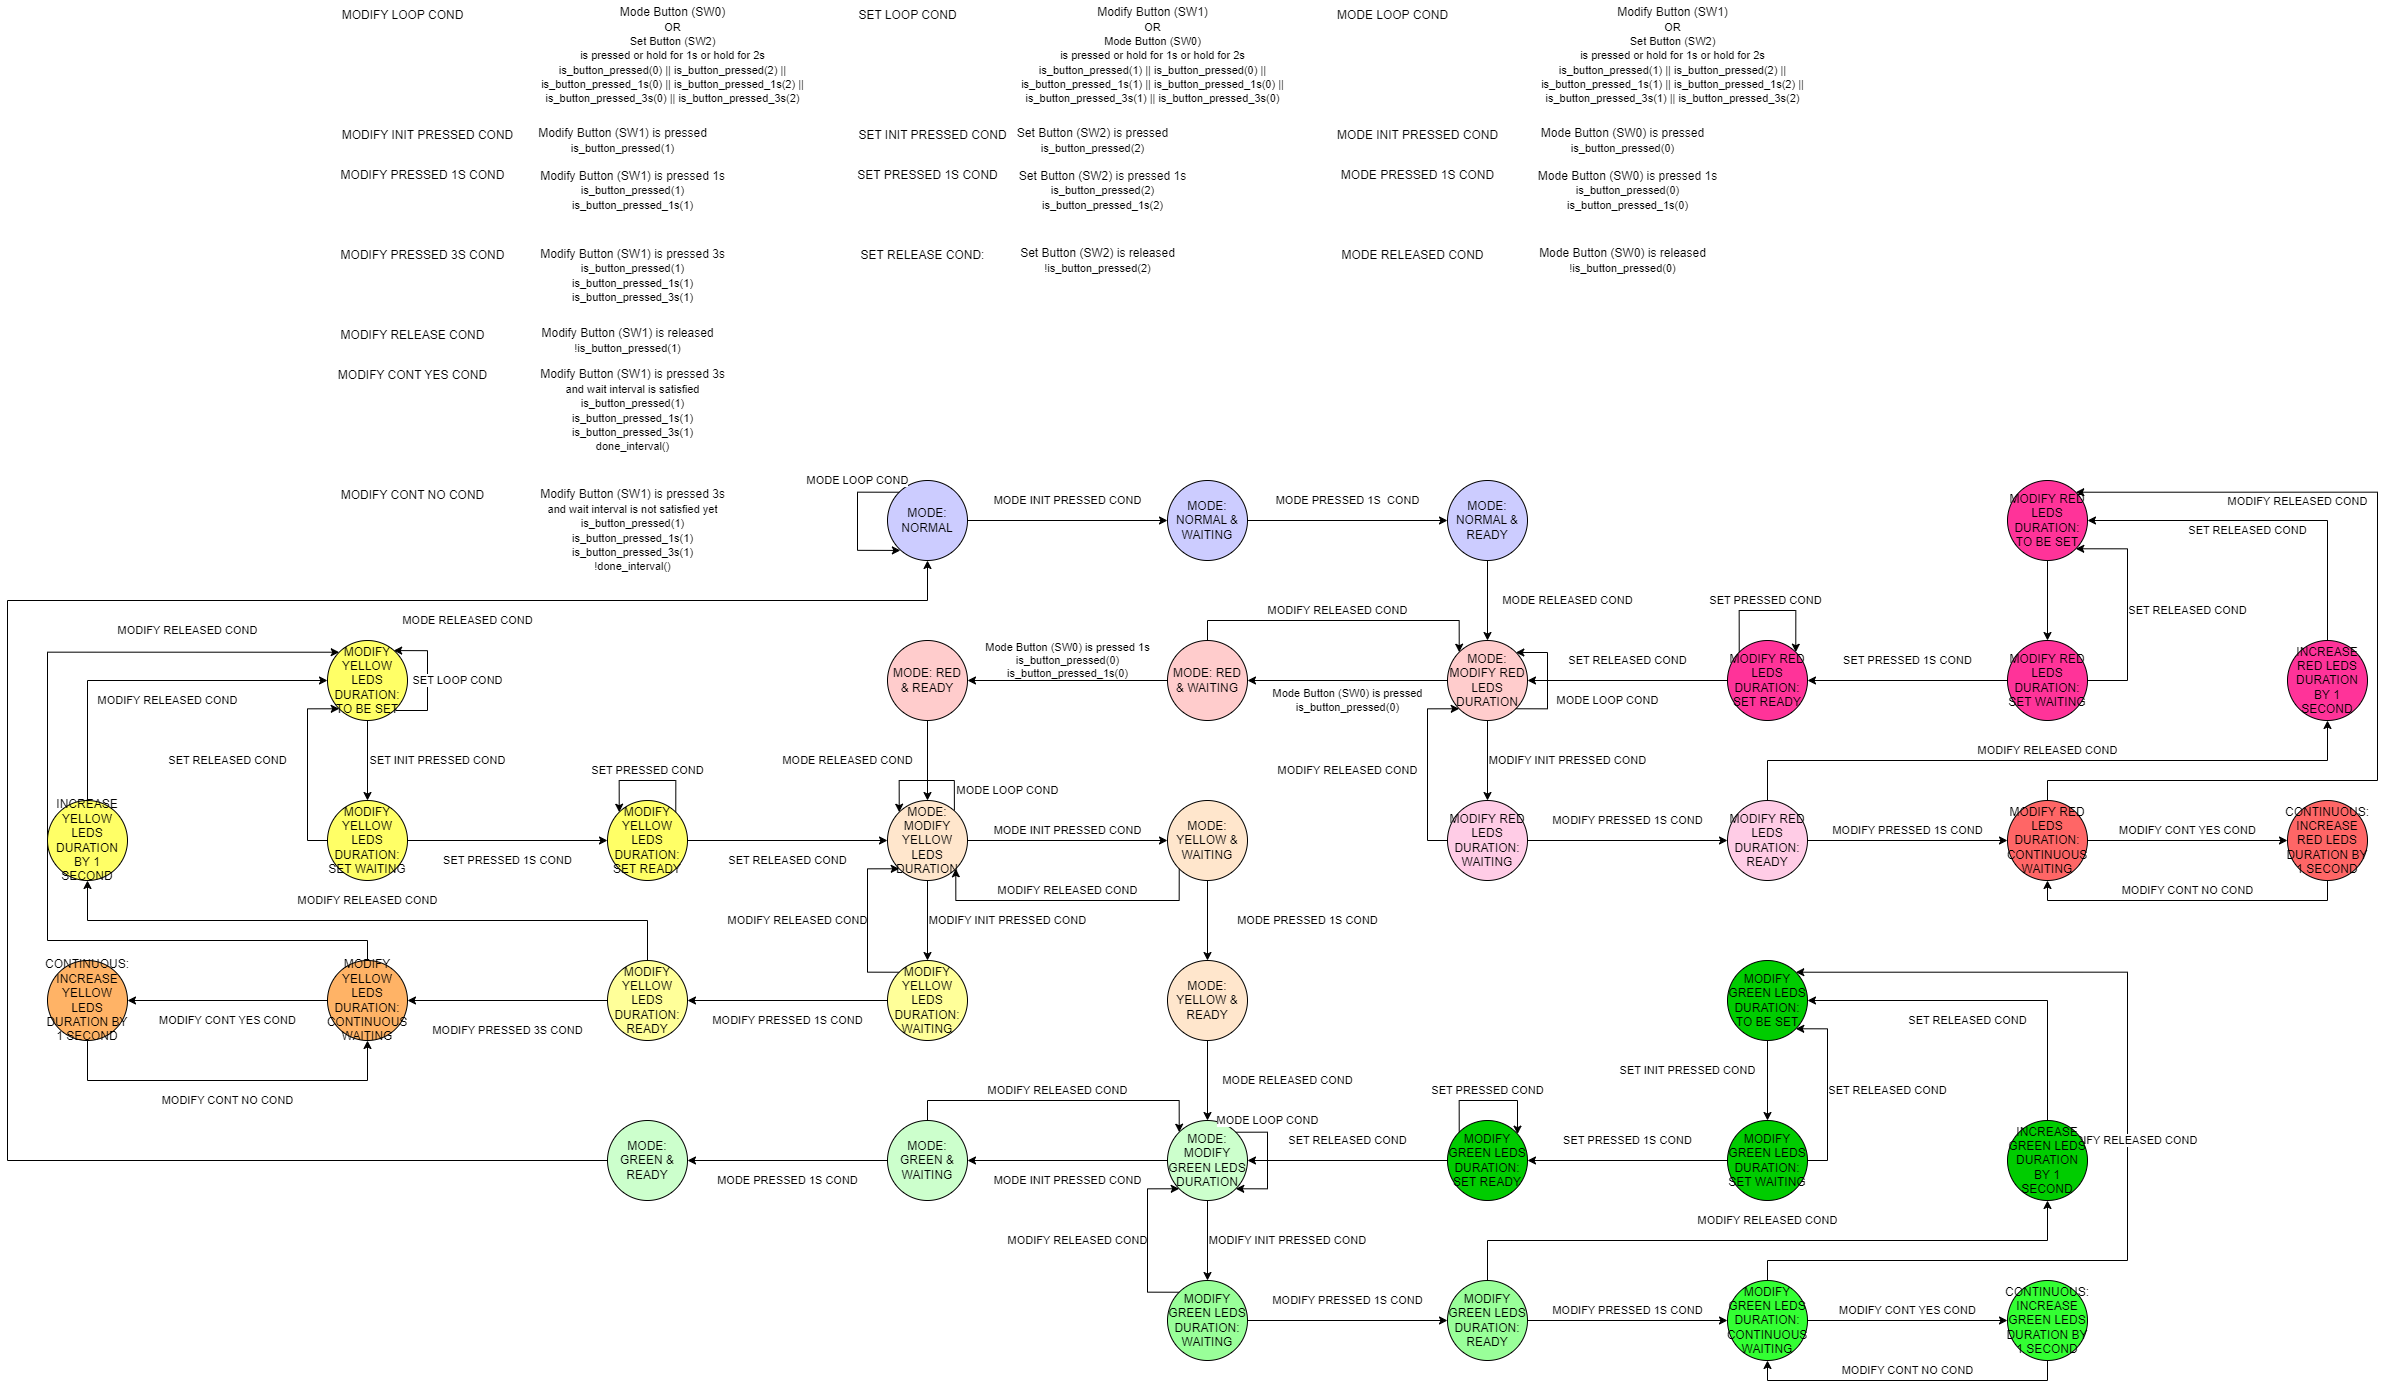 MODIFY LOOP COND
Mode Button (SW0)
OR
Set Button (SW2)
is pressed or hold for 1s or hold for 2s
is_button_pressed(0) || is_button_pressed(2) ||
is_button_pressed_1s(0) || is_button_pressed_1s(2) ||
is_button_pressed_3s(0) || is_button_pressed_3s(2)
SET LOOP COND
Modify Button (SW1)
OR
Mode Button (SW0)
is pressed or hold for 1s or hold for 2s
is_button_pressed(1) || is_button_pressed(0) ||
is_button_pressed_1s(1) || is_button_pressed_1s(0) ||
is_button_pressed_3s(1) || is_button_pressed_3s(0)
MODE LOOP COND
Modify Button (SW1)
OR
Set Button (SW2)
is pressed or hold for 1s or hold for 2s
is_button_pressed(1) || is_button_pressed(2) ||
is_button_pressed_1s(1) || is_button_pressed_1s(2) ||
is_button_pressed_3s(1) || is_button_pressed_3s(2)
MODIFY INIT PRESSED COND
Modify Button (SW1) is pressed
is_button_pressed(1)
SET INIT PRESSED COND
Set Button (SW2) is pressed
is_button_pressed(2)
MODE INIT PRESSED COND
Mode Button (SW0) is pressed
is_button_pressed(0)
MODIFY PRESSED 1S COND
Modify Button (SW1) is pressed 1s
is_button_pressed(1)
is_button_pressed_1s(1)
SET PRESSED 1S COND
Set Button (SW2) is pressed 1s
is_button_pressed(2)
is_button_pressed_1s(2)
MODE PRESSED 1S COND
Mode Button (SW0) is pressed 1s
is_button_pressed(0)
is_button_pressed_1s(0)
MODIFY PRESSED 3S COND
Modify Button (SW1) is pressed 3s
is_button_pressed(1)
is_button_pressed_1s(1)
is_button_pressed_3s(1)
SET RELEASE COND:
Set Button (SW2) is released
!is_button_pressed(2)
MODE RELEASED COND
Mode Button (SW0) is released
!is_button_pressed(0)
MODIFY RELEASE COND
Modify Button (SW1) is released
!is_button_pressed(1)
MODIFY CONT YES COND
Modify Button (SW1) is pressed 3s
and wait interval is satisfied
is_button_pressed(1)
is_button_pressed_1s(1)
is_button_pressed_3s(1)
done_interval()
MODIFY CONT NO COND
Modify Button (SW1) is pressed 3s
and wait interval is not satisfied yet
is_button_pressed(1)
is_button_pressed_1s(1)
is_button_pressed_3s(1)
!done_interval()
MODE LOOP COND
MODE:
NORMAL
MODE INIT PRESSED COND
MODE:
NORMAL &
WAITING
MODE PRESSED 1S  COND
MODE:
NORMAL &
READY
MODIFY RED
LEDS
DURATION:
TO BE SET
MODIFY RELEASED COND
SET RELEASED COND
MODE RELEASED COND
SET PRESSED COND
SET RELEASED COND
MODIFY RELEASED COND
MODE RELEASED COND
MODIFY RELEASED COND
MODIFY
YELLOW
LEDS
DURATION:
TO BE SET
SET LOOP COND
MODIFY RELEASED COND
MODE: RED
& READY
Mode Button (SW0) is pressed 1s
is_button_pressed(0)
is_button_pressed_1s(0)
MODE: RED
& WAITING
Mode Button (SW0) is pressed
is_button_pressed(0)
MODE:
MODIFY RED
LEDS
DURATION
MODE LOOP COND
SET RELEASED COND
MODIFY RED
LEDS
DURATION:
SET READY
SET PRESSED 1S COND
MODIFY RED
LEDS
DURATION:
SET WAITING
INCREASE
RED LEDS
DURATION
BY 1
SECOND
SET RELEASED COND
SET INIT PRESSED COND
SET PRESSED COND
MODE RELEASED COND
MODE LOOP COND
MODIFY RELEASED COND
MODIFY INIT PRESSED COND
MODIFY RELEASED COND
INCREASE
YELLOW
LEDS
DURATION
BY 1
SECOND
MODIFY
YELLOW
LEDS
DURATION:
SET WAITING
SET PRESSED 1S COND
MODIFY
YELLOW
LEDS
DURATION:
SET READY
SET RELEASED COND
MODE:
MODIFY
YELLOW
LEDS
DURATION
MODE INIT PRESSED COND
MODE:
YELLOW &
WAITING
MODIFY RELEASED COND
MODIFY RED
LEDS
DURATION:
WAITING
MODIFY PRESSED 1S COND
MODIFY RED
LEDS
DURATION:
READY
MODIFY PRESSED 1S COND
MODIFY RED
LEDS
DURATION:
CONTINUOUS
WAITING
MODIFY CONT YES COND
CONTINUOUS:
INCREASE
RED LEDS
DURATION BY
1 SECOND
MODIFY CONT NO COND
MODIFY RELEASED COND
MODIFY RELEASED COND
MODIFY INIT PRESSED COND
MODE PRESSED 1S COND
CONTINUOUS:
INCREASE
YELLOW
LEDS
DURATION BY
1 SECOND
MODIFY CONT YES COND
MODIFY
YELLOW
LEDS
DURATION:
CONTINUOUS
WAITING
MODIFY PRESSED 3S COND
MODIFY
YELLOW
LEDS
DURATION:
READY
MODIFY PRESSED 1S COND
MODIFY
YELLOW
LEDS
DURATION:
WAITING
MODE:
YELLOW &
READY
MODIFY
GREEN LEDS
DURATION:
TO BE SET
SET RELEASED COND
MODIFY CONT NO COND
MODIFY RELEASED COND
MODE RELEASED COND
MODE LOOP COND
SET PRESSED COND
SET INIT PRESSED COND
SET RELEASED COND
MODE:
GREEN &
READY
MODE PRESSED 1S COND
MODE:
GREEN &
WAITING
MODE INIT PRESSED COND
MODE:
MODIFY
GREEN LEDS
DURATION
SET RELEASED COND
MODIFY
GREEN LEDS
DURATION:
SET READY
SET PRESSED 1S COND
MODIFY
GREEN LEDS
DURATION:
SET WAITING
INCREASE
GREEN LEDS
DURATION
BY 1
SECOND
IFY RELEASED COND
MODIFY RELEASED COND
MODIFY INIT PRESSED COND
MODIFY RELEASED COND
MODIFY
GREEN LEDS
DURATION:
WAITING
MODIFY PRESSED 1S COND
MODIFY
GREEN LEDS
DURATION:
READY
MODIFY PRESSED 1S COND
MODIFY
GREEN LEDS
DURATION:
CONTINUOUS
WAITING
MODIFY CONT YES COND
CONTINUOUS:
INCREASE
GREEN LEDS
DURATION BY
1 SECOND
MODIFY CONT NO COND